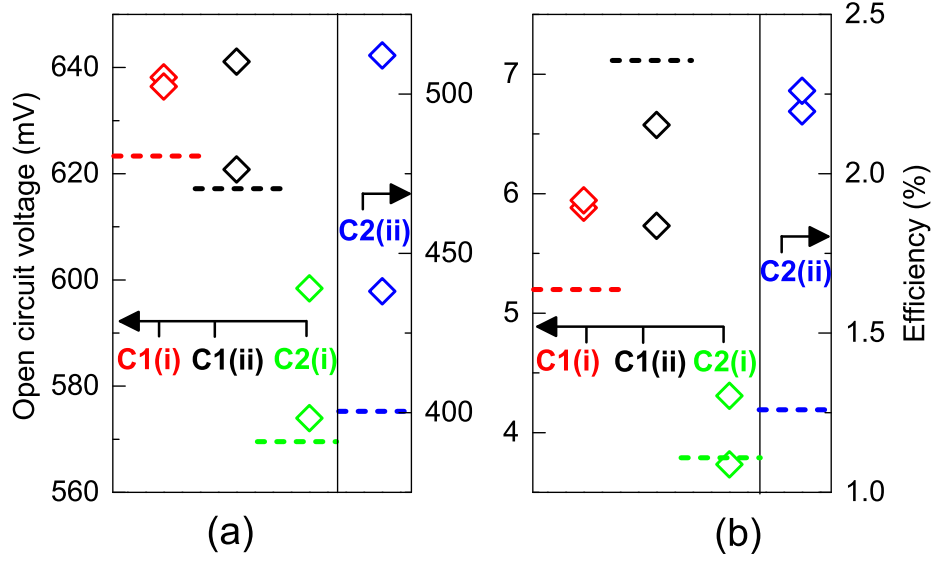 Open circuit voltage (mV)
640
620
600
580
560
500
450
400
C1(i)
C1(ii)
C2(i)
C2(ii)
(a)
7
6
5
4
2.5
2.0
1.5
1.0
C1(i)
C1(ii)
C2(i)
C2(ii)
Efficiency (%)
(b)